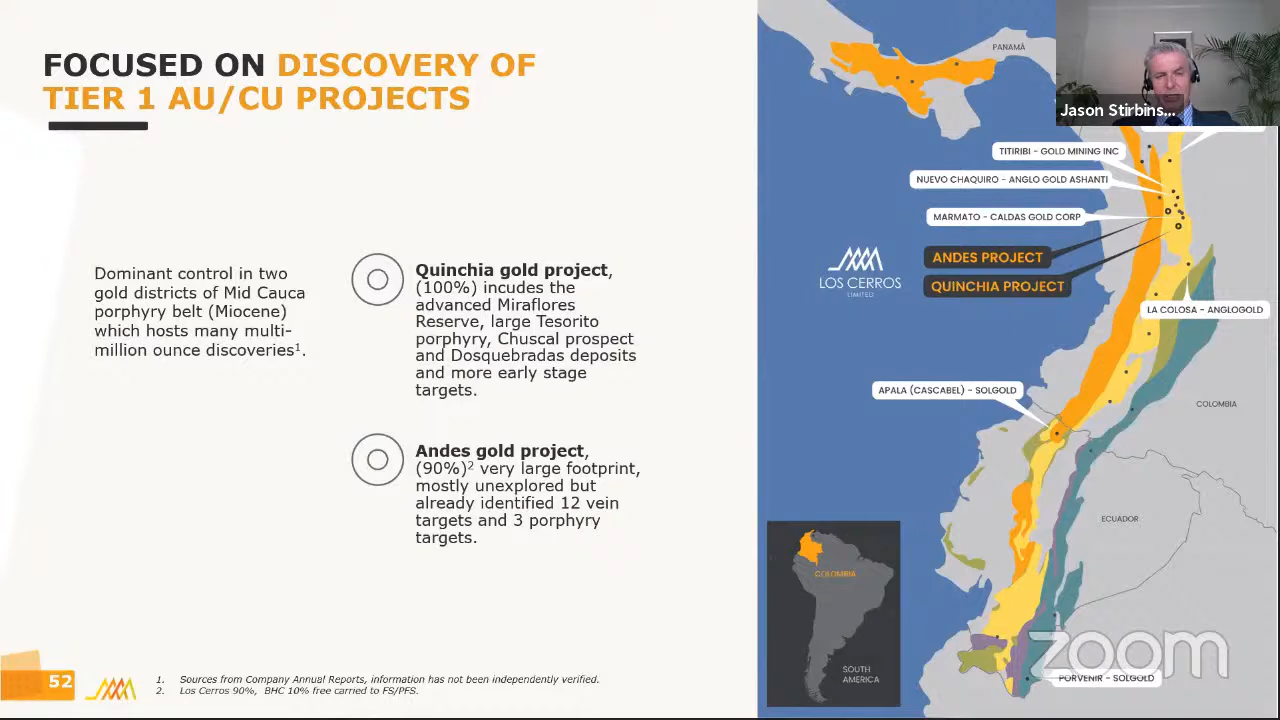 FOCUSED ON DISCOVERY OF
TIER 1 AU/CU PROJECTS
Dominant control in two
gold districts of Mid Cauca
porphyry belt (Miocene)
which hosts many multi-
million ounce discoveries¹.
Quinchia gold project,
(100%) incudes the
advanced Miraflores
Reserve, large Tesorito
porphyry, Chuscal prospect
and Dosquebradas deposits
and more early stage
targets.
Andes gold project,
(90%)² very large footprint,
mostly unexplored but
already identified 12 vein
targets and 3 porphyry
targets.
52
1. Sources from Company Annual Reports, information has not been independently verified.
2. Los Cerros 90%, BHC 10% free carried to FS/PFS.
PANAMÁ
Jason Stirbins...
TITIRIBI - GOLD MINING INC
NUEVO CHAQUIRO - ANGLO GOLD ASHANTI
MARMATO - CALDAS GOLD CORP
ANDES PROJECT
QUINCHIA PROJECT
LOS CERROS
LIMITED
LA COLOSA - ANGLOGOLD
APALA (CASCABEL) - SOLGOLD
COLOMBIA
ECUADOR
COLOMBIA
SOUTH
AMERICA
zoom
PORVENIR - SOLGOLD